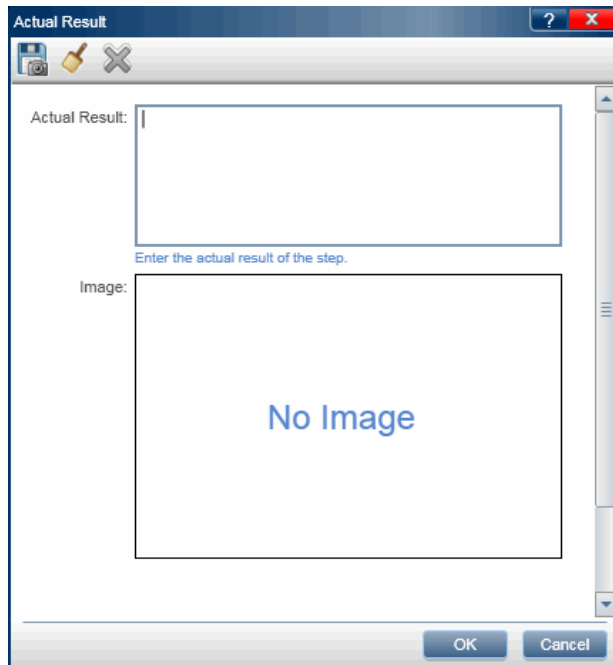 Actual Result
?
Actual Result:
Enter the actual result of the step.
Image:
No Image
OK
Cancel